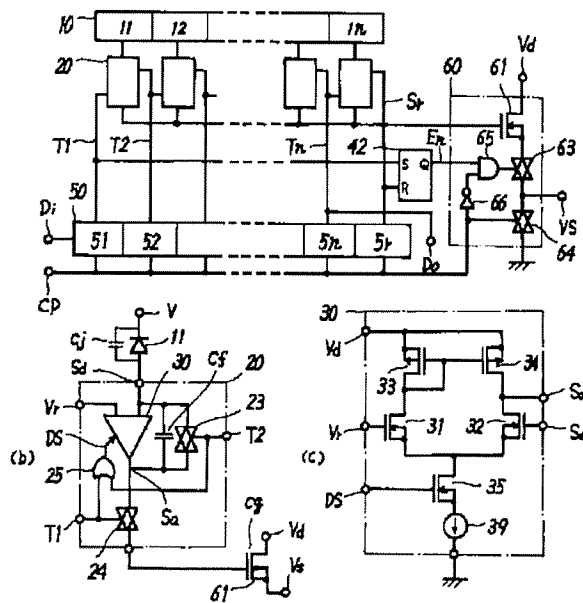 10 11 12 1n
20
60 61 Vd
Sr
T1 T2 Tn 42 En 65
S Q
R
63
66
VS
64
Di 50
51 52 5n 5r
Do
CP
V
Cj 11
Sd 30 20
Vr Cf 23
DS
(b)
25 T2
Sa
T1
24
Cg Vd
61 Vs
30
Vd
33 34
(c) Sa
Vr 31 32
DS 35
39